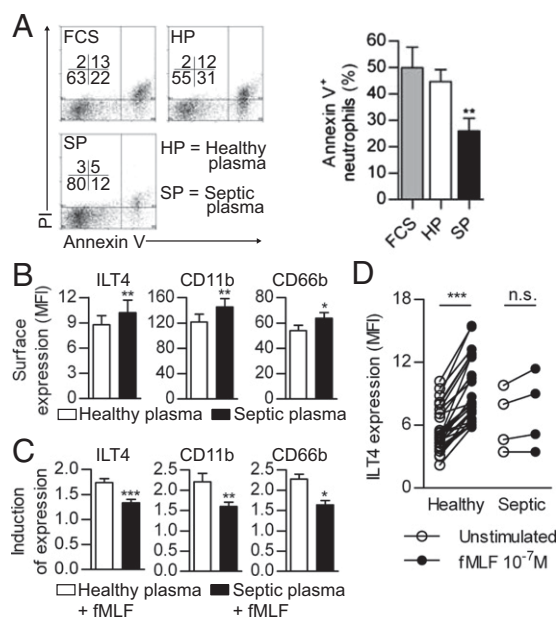 A
FCS
2 13
63 22
HP
2 12
55 31
SP
3 5
80 12
HP = Healthy
plasma
SP = Septic
plasma
PI
Annexin V
Annexin V+
neutrophils (%)
60
50
40
30
20
10
0
**
FCS
HP
SP
B
Surface
expression (MFI)
ILT4
12
9
6
3
0
**
CD11b
160
120
80
40
0
**
CD66b
80
60
40
20
0
*
Healthy plasma
Septic plasma
C
Induction
of expression
ILT4
2.0
1.5
1.0
0.5
0.0
***
CD11b
2.5
2.0
1.5
1.0
0.5
0.0
**
CD66b
2.5
2.0
1.5
1.0
0.5
0.0
*
Healthy plasma
+ fMLF
Septic plasma
+ fMLF
D
ILT4 expression (MFI)
18
12
6
0
***
n.s.
Healthy
Septic
Unstimulated
fMLF 10-7M